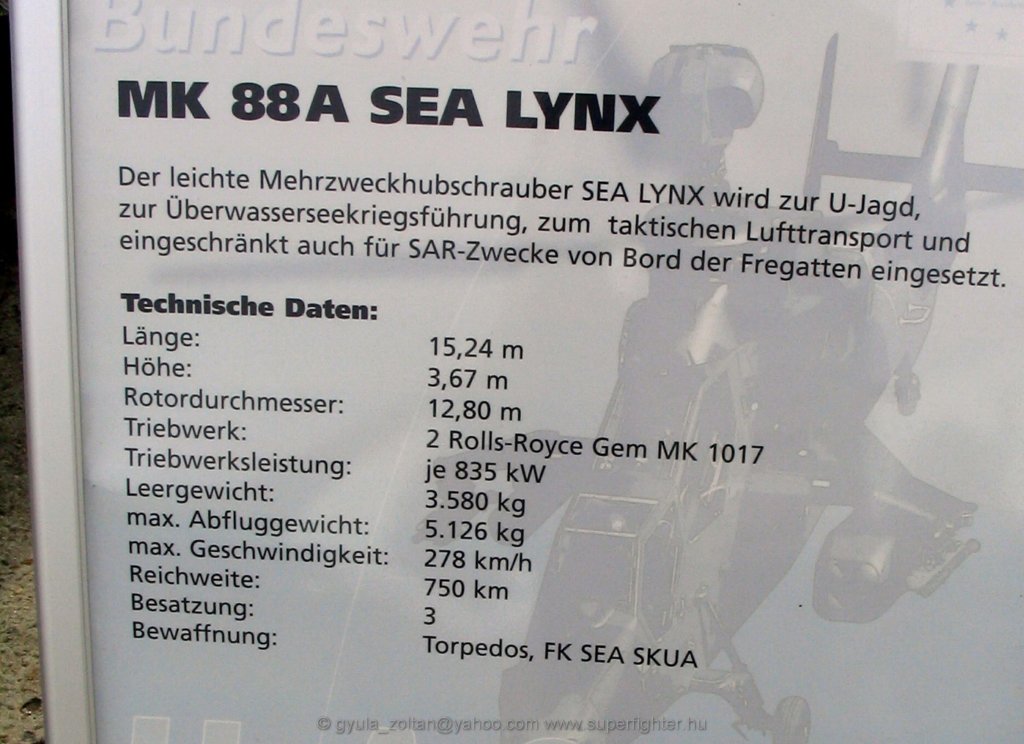 Bundeswehr
MK 88A SEA LYNX
Der leichte Mehrzweckhubschrauber SEA LYNX wird zur U-Jagd,
zur Überwasserseekriegsführung, zum taktischen Lufttransport und
eingeschränkt auch für SAR-Zwecke von Bord der Fregatten eingesetzt.
Technische Daten:
Länge: 15,24 m
Höhe: 3,67 m
Rotordurchmesser: 12,80 m
Triebwerk: 2 Rolls-Royce Gem MK 1017
Triebwerksleistung: je 835 kW
Leergewicht: 3.580 kg
max. Abfluggewicht: 5.126 kg
max. Geschwindigkeit: 278 km/h
Reichweite: 750 km
Besatzung: 3
Bewaffnung: Torpedos, FK SEA SKUA
© gyula_zoltan@yahoo.com www.superfighter.hu